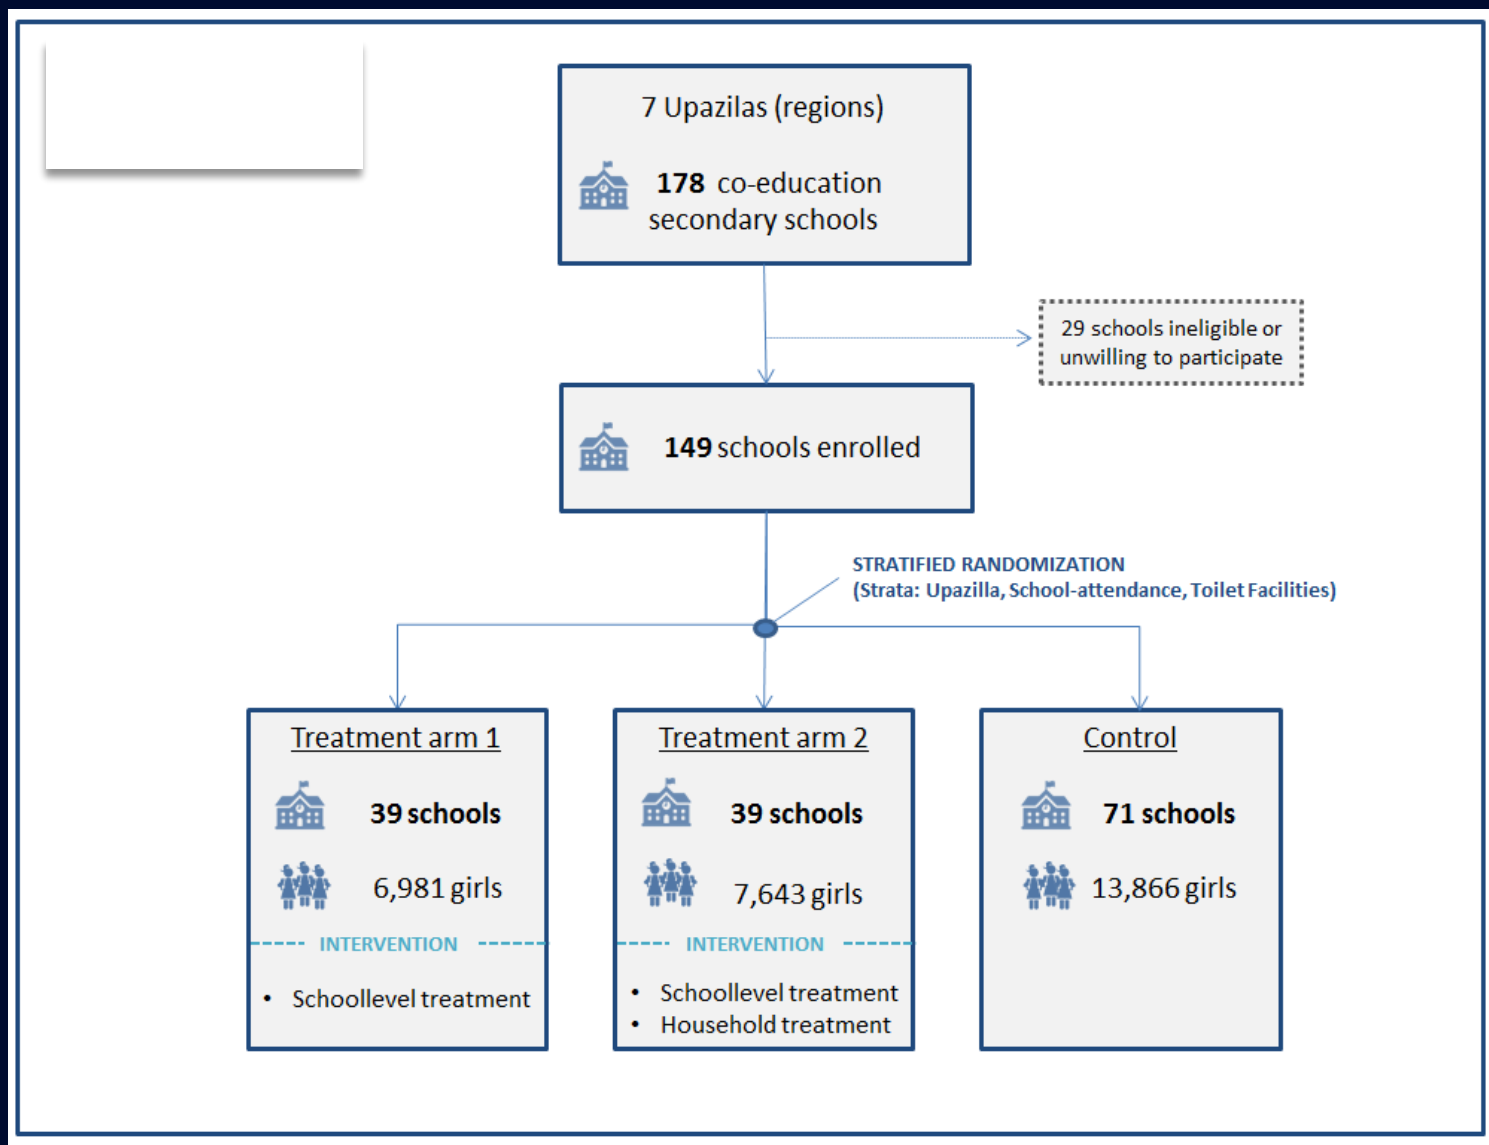 7 Upazilas (regions)
178 co-education
secondary schools
29 schools ineligible or
unwilling to participate
149 schools enrolled
STRATIFIED RANDOMIZATION
(Strata: Upazilla, School-attendance, Toilet Facilities)
Treatment arm 1
39 schools
6,981 girls
INTERVENTION
• Schoollevel treatment
Treatment arm 2
39 schools
7,643 girls
INTERVENTION
• Schoollevel treatment
• Household treatment
Control
71 schools
13,866 girls